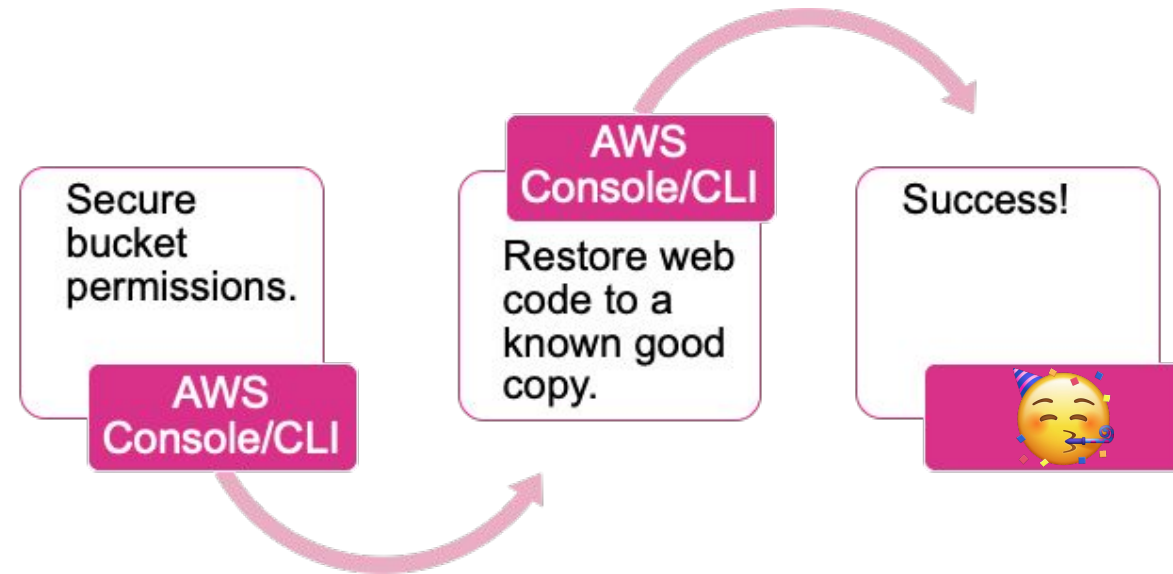 Secure
bucket
permissions.
AWS
Console/CLI
AWS
Console/CLI
Restore web
code to a
known good
copy.
Success!